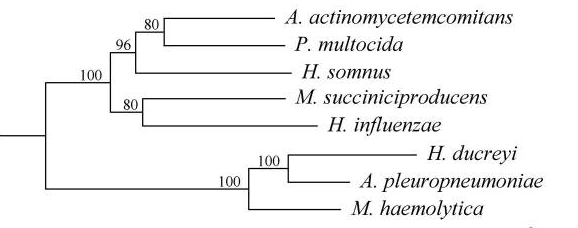 80 A. actinomycetemcomitans
96 P. multocida
H. somnus
100
M. succiniciproducens
80
H. influenzae
H. ducreyi
100
A. pleuropneumoniae
100
M. haemolytica